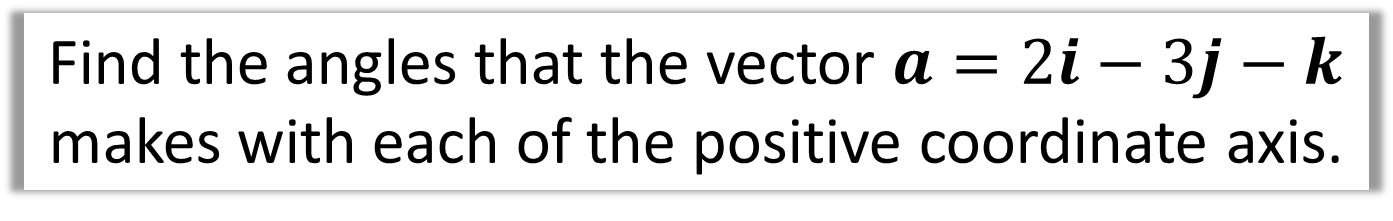 Find the angles that the vector a = 2i − 3j − k
makes with each of the positive coordinate axis.